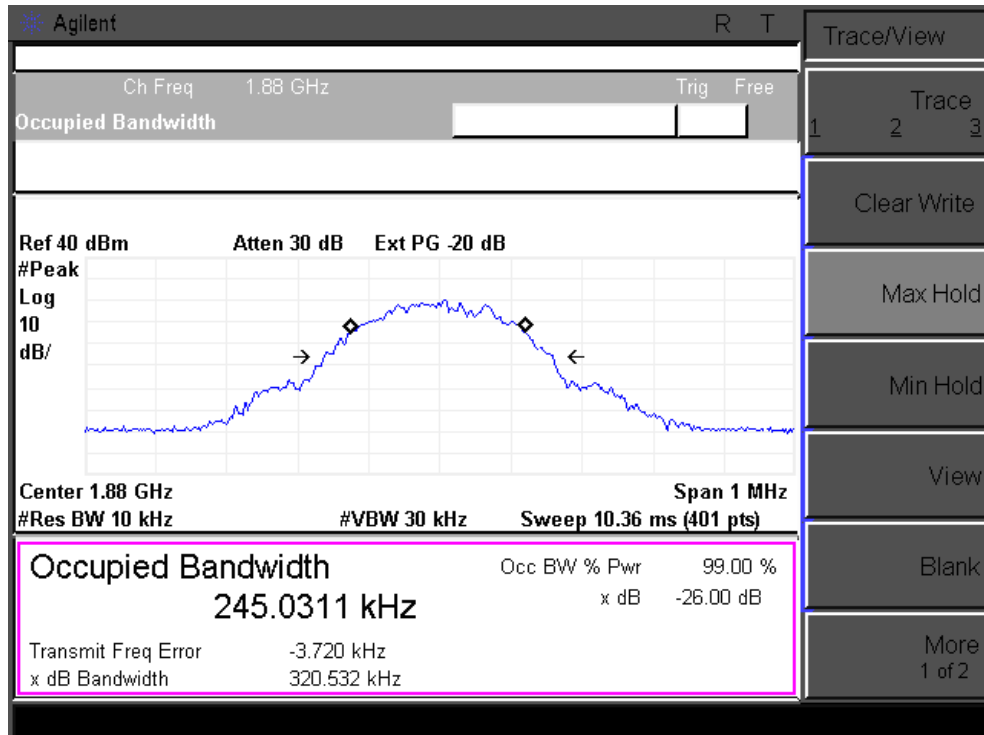 Agilent R T
Trace/View
Ch Freq 1.88 GHz Trig Free
Occupied Bandwidth
Trace
1 2 3
Clear Write
Ref 40 dBm Atten 30 dB Ext PG -20 dB
#Peak
Log
10
dB/
Max Hold
Min Hold
View
Center 1.88 GHz Span 1 MHz
#Res BW 10 kHz #VBW 30 kHz Sweep 10.36 ms (401 pts)
Occupied Bandwidth
245.0311 kHz
Occ BW % Pwr 99.00 %
x dB -26.00 dB
Transmit Freq Error -3.720 kHz
x dB Bandwidth 320.532 kHz
Blank
More
1 of 2